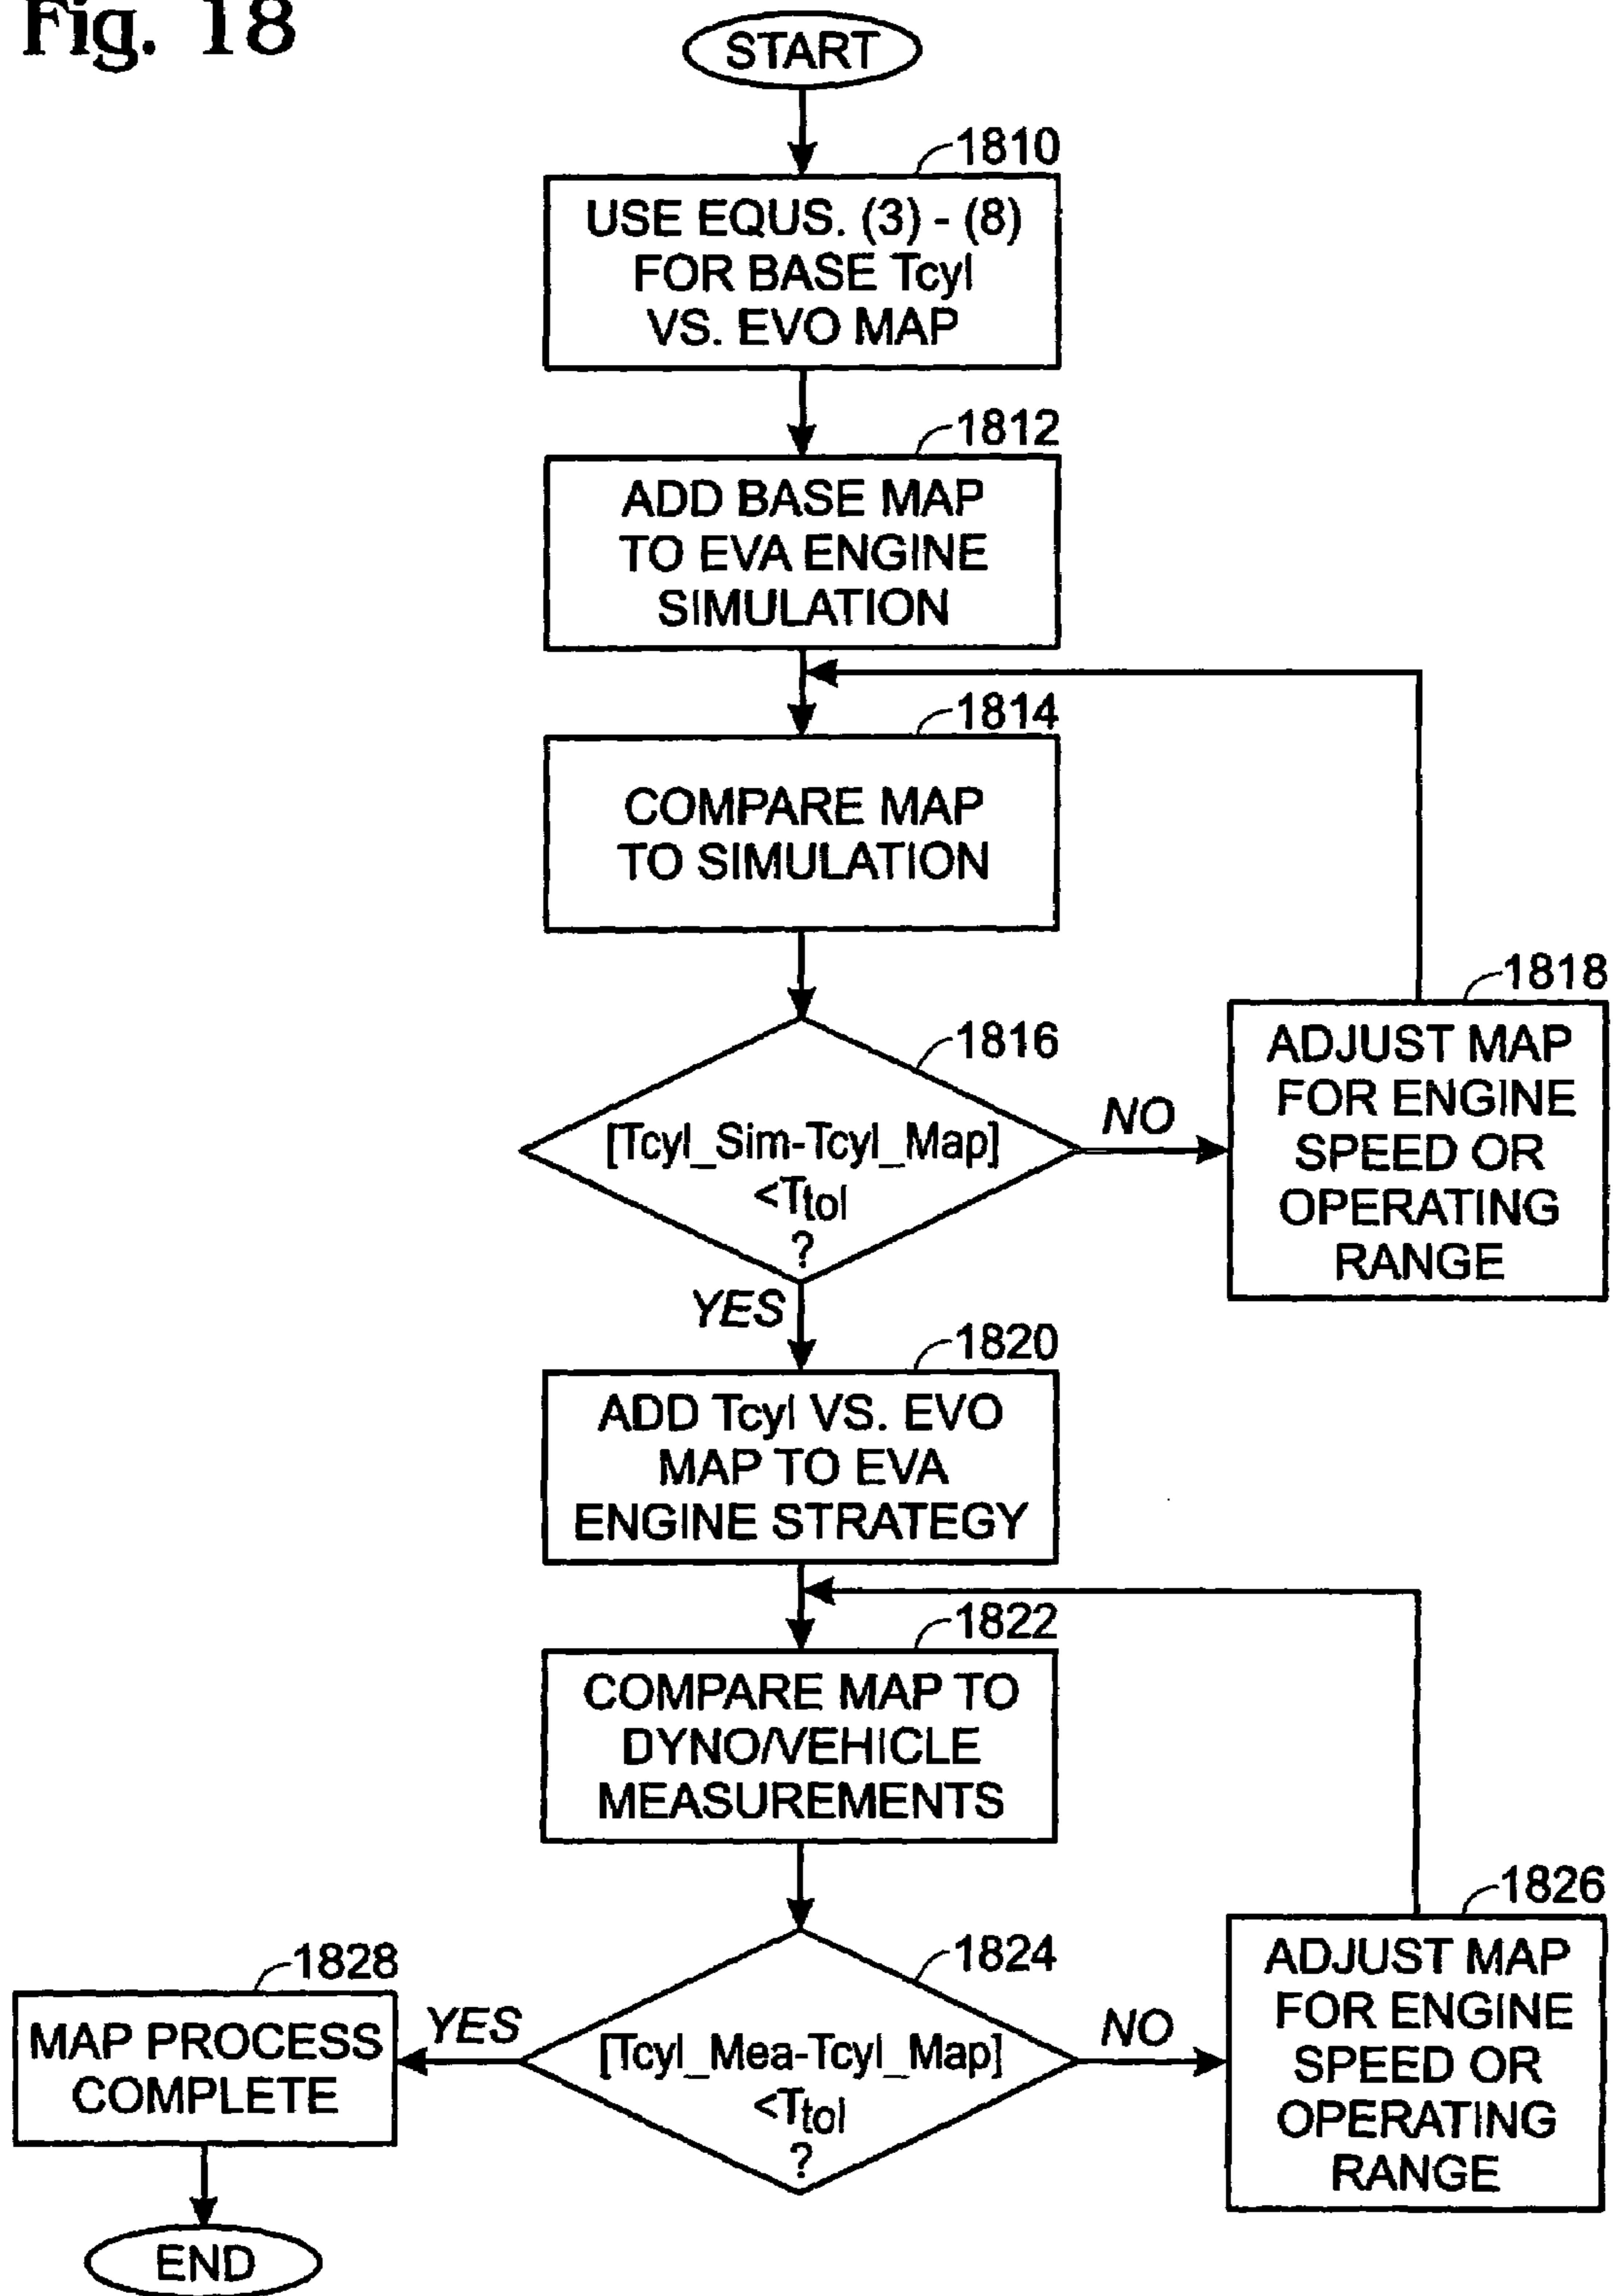 Fig. 18
START
1810
USE EQUS. (3) - (8)
FOR BASE Tcyl
VS. EVO MAP
1812
ADD BASE MAP
TO EVA ENGINE
SIMULATION
1814
COMPARE MAP
TO SIMULATION
1816
[Tcyl_Sim-Tcyl_Map]
<Ttol
?
NO
1818
ADJUST MAP
FOR ENGINE
SPEED OR
OPERATING
RANGE
YES
1820
ADD Tcyl VS. EVO
MAP TO EVA
ENGINE STRATEGY
1822
COMPARE MAP TO
DYNO/VEHICLE
MEASUREMENTS
1824
[Tcyl_Mea-Tcyl_Map]
<Ttol
?
NO
1826
ADJUST MAP
FOR ENGINE
SPEED OR
OPERATING
RANGE
YES
1828
MAP PROCESS
COMPLETE
END